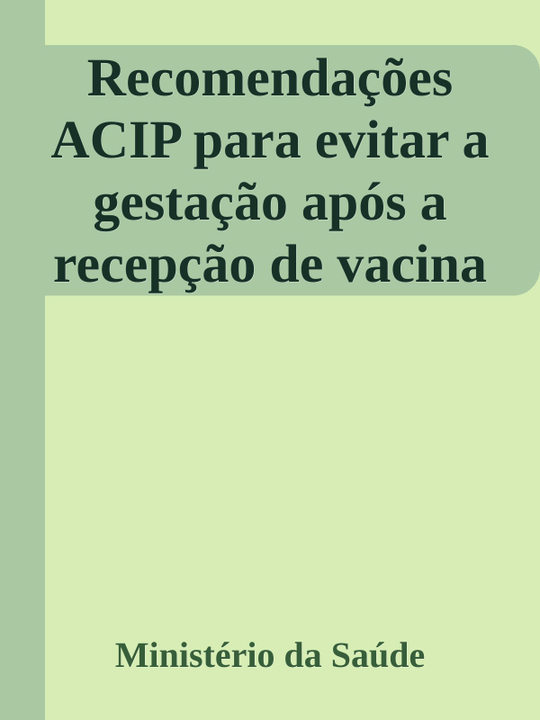 Recomendações
ACIP para evitar a
gestação após a
recepção de vacina
Ministério da Saúde